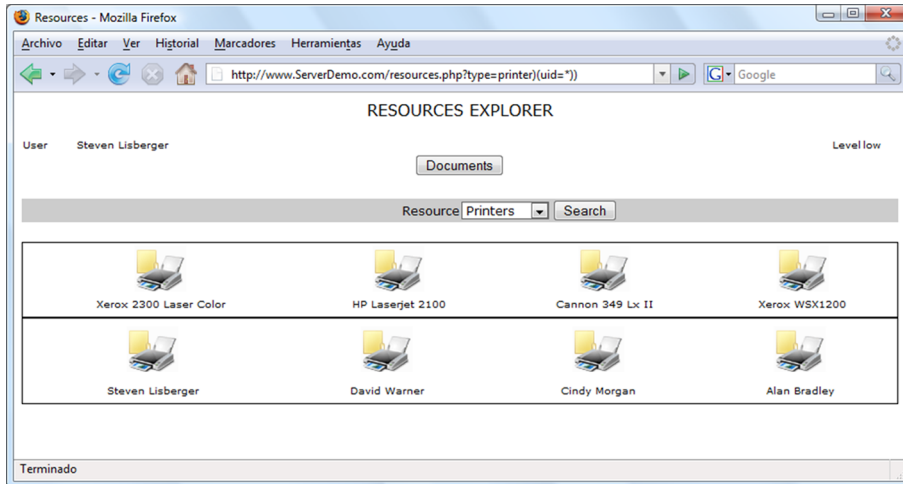 Resources - Mozilla Firefox
Archivo Editar Ver Historial Marcadores Herramientas Ayuda
http://www.ServerDemo.com/resources.php?type=printer)(uid=*))
G Google
RESOURCES EXPLORER
User Steven Lisberger Level low
Documents
Resource Printers Search
Xerox 2300 Laser Color HP Laserjet 2100 Cannon 349 Lx II Xerox WSX1200
Steven Lisberger David Warner Cindy Morgan Alan Bradley
Terminado